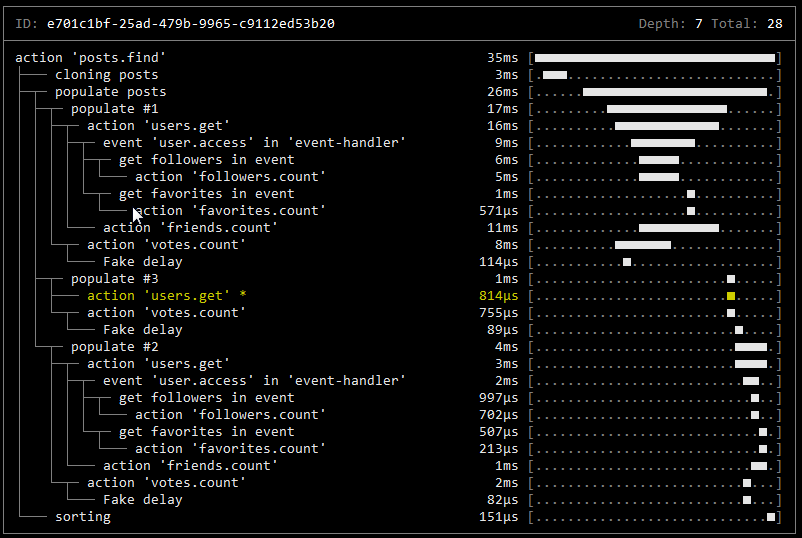 ID: e701c1bf-25ad-479b-9965-c9112ed53b20 Depth: 7 Total: 28
action 'posts.find' 35ms
cloning posts 3ms
populate posts 26ms
populate #1 17ms
action 'users.get' 16ms
event 'user.access' in 'event-handler' 9ms
get followers in event 6ms
action 'followers.count' 5ms
get favorites in event 1ms
action 'favorites.count' 571µs
action 'friends.count' 11ms
action 'votes.count' 8ms
Fake delay 114µs
populate #3 1ms
action 'users.get' * 814µs
action 'votes.count' 755µs
Fake delay 89µs
populate #2 4ms
action 'users.get' 3ms
event 'user.access' in 'event-handler' 2ms
get followers in event 997µs
action 'followers.count' 702µs
get favorites in event 507µs
action 'favorites.count' 213µs
action 'friends.count' 1ms
action 'votes.count' 2ms
Fake delay 82µs
sorting 151µs